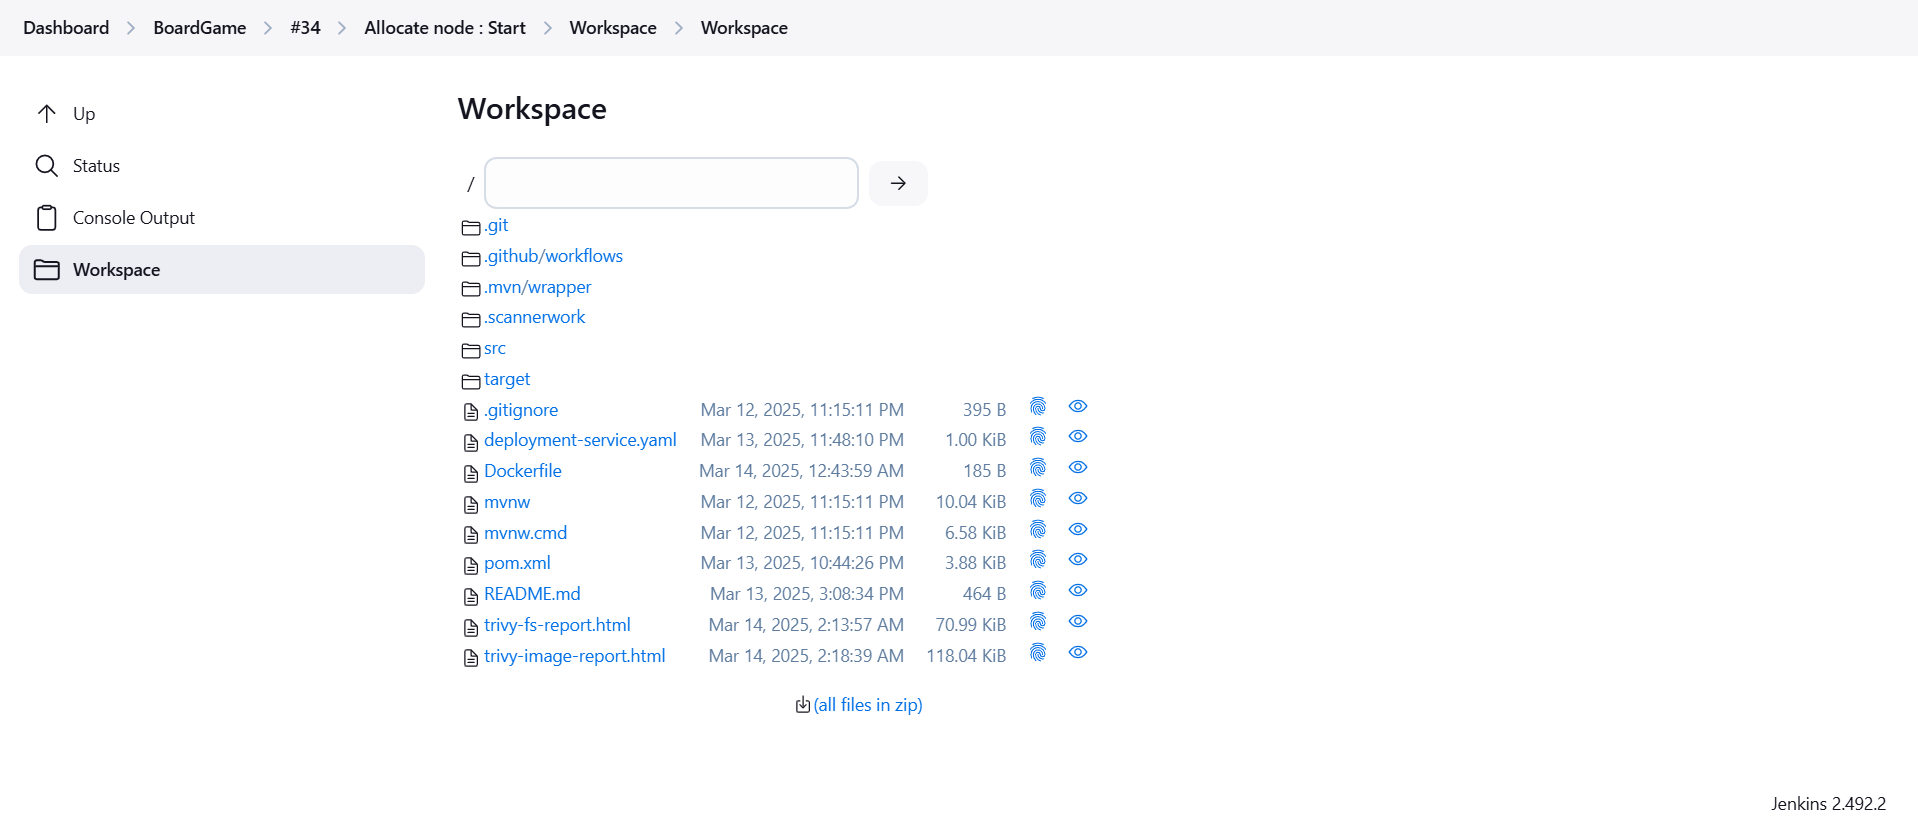 Dashboard > BoardGame > #34 > Allocate node : Start > Workspace > Workspace
Up
Status
Console Output
Workspace
Workspace
/
.git
.github/workflows
.mvn/wrapper
.scannerwork
src
target
.gitignore Mar 12, 2025, 11:15:11 PM 395 B
deployment-service.yaml Mar 13, 2025, 11:48:10 PM 1.00 KiB
Dockerfile Mar 14, 2025, 12:43:59 AM 185 B
mvnw Mar 12, 2025, 11:15:11 PM 10.04 KiB
mvnw.cmd Mar 12, 2025, 11:15:11 PM 6.58 KiB
pom.xml Mar 13, 2025, 10:44:26 PM 3.88 KiB
README.md Mar 13, 2025, 3:08:34 PM 464 B
trivy-fs-report.html Mar 14, 2025, 2:13:57 AM 70.99 KiB
trivy-image-report.html Mar 14, 2025, 2:18:39 AM 118.04 KiB
(all files in zip)
Jenkins 2.492.2